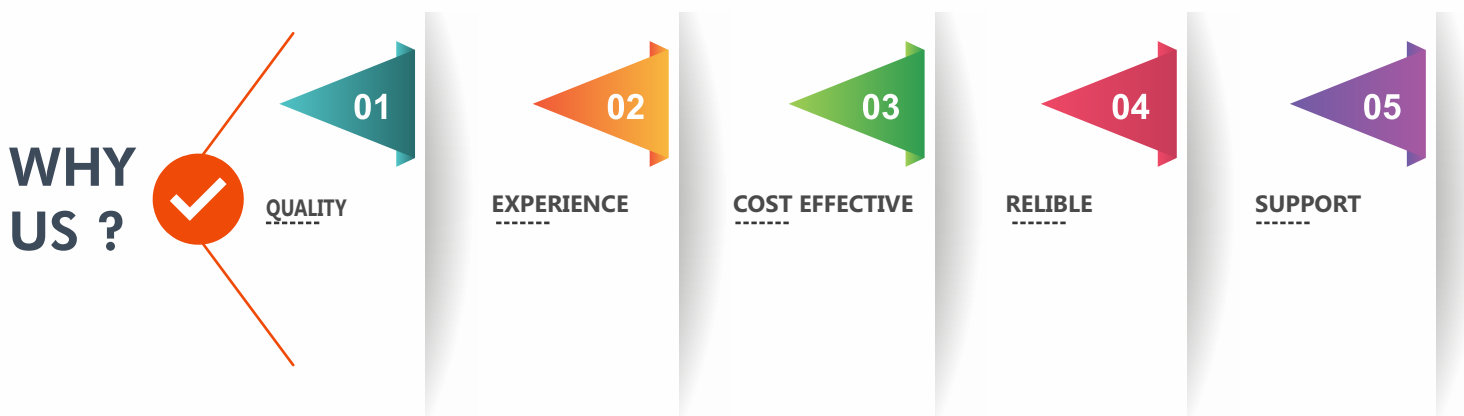 WHY
US ?
01
QUALITY
02
EXPERIENCE
03
COST EFFECTIVE
04
RELIBLE
05
SUPPORT